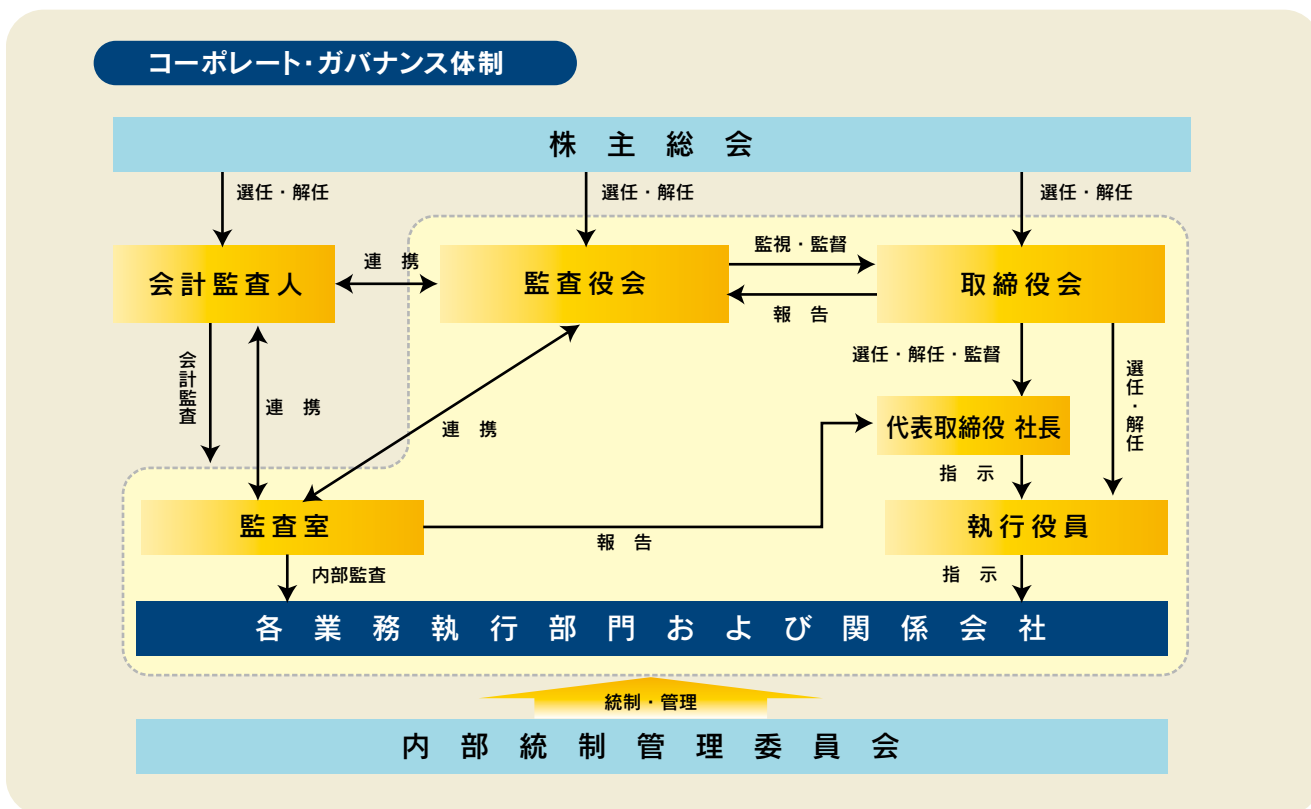 コーポレート・ガバナンス体制
株主総会
選任・解任
選任・解任
選任・解任
会計監査人
連携
監査役会
監視・監督
報告
取締役会
会計監査
連携
連携
選任・解任・監督
選任・解任
代表取締役 社長
指示
監査室
報告
執行役員
内部監査
指示
各業務執行部門および関係会社
統制・管理
内部統制管理委員会